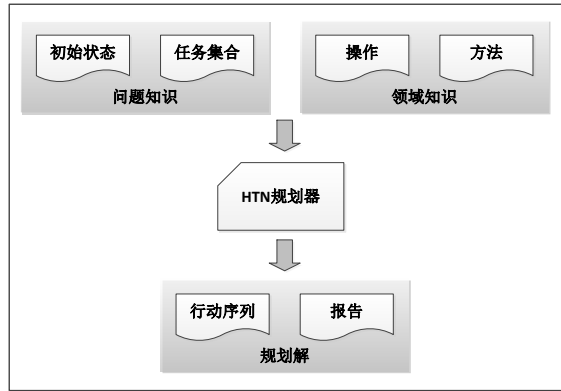 初始状态
任务集合
问题知识
操作
方法
领域知识
HTN规划器
行动序列
报告
规划解